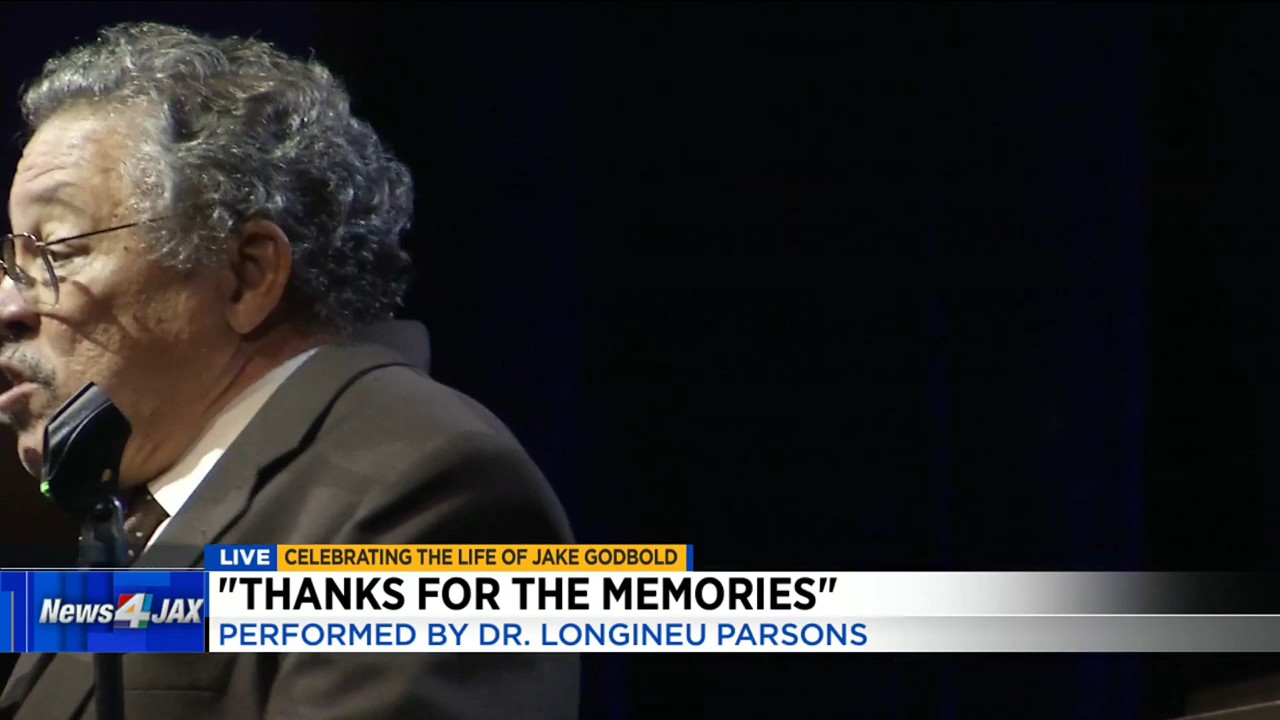 LIVE CELEBRATING THE LIFE OF JAKE GODBOLD
"THANKS FOR THE MEMORIES"
News4JAX
PERFORMED BY DR. LONGINEU PARSONS